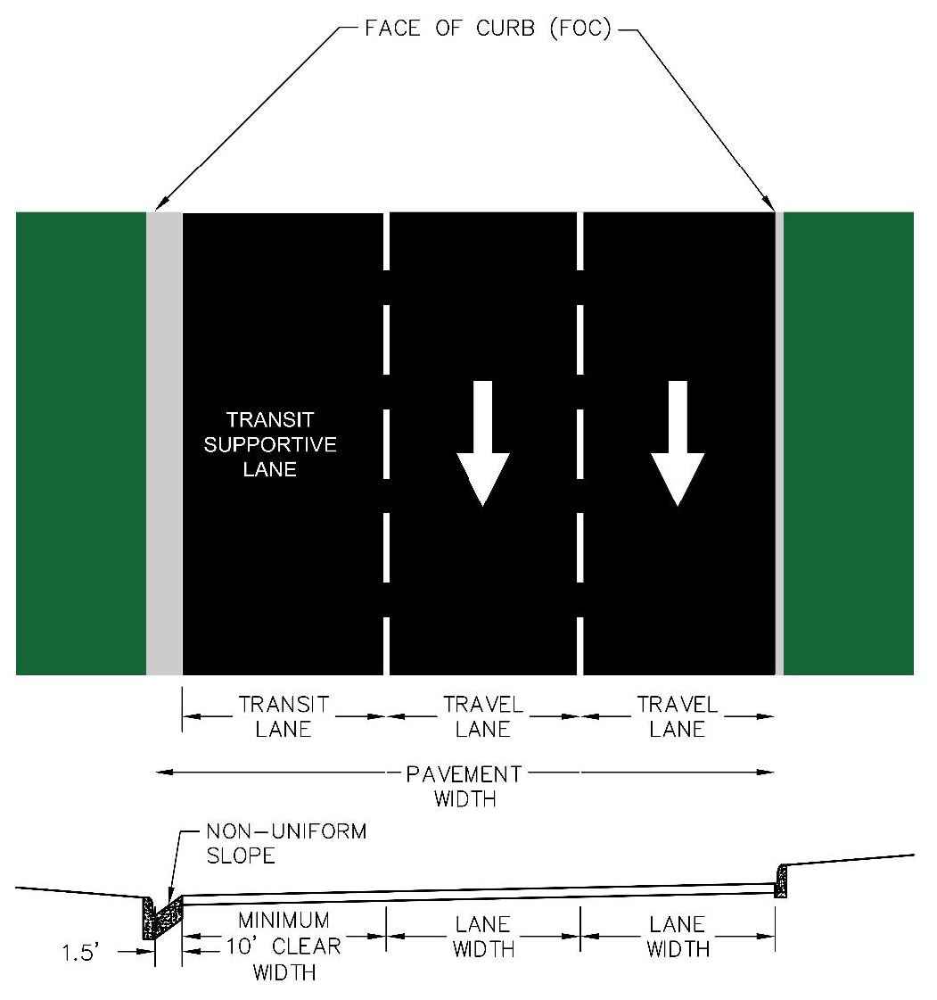 FACE OF CURB (FOC)
TRANSIT
SUPPORTIVE
LANE
TRANSIT
LANE
TRAVEL
LANE
TRAVEL
LANE
PAVEMENT
WIDTH
NON-UNIFORM
SLOPE
MINIMUM
10' CLEAR
WIDTH
LANE
WIDTH
LANE
WIDTH
1.5'